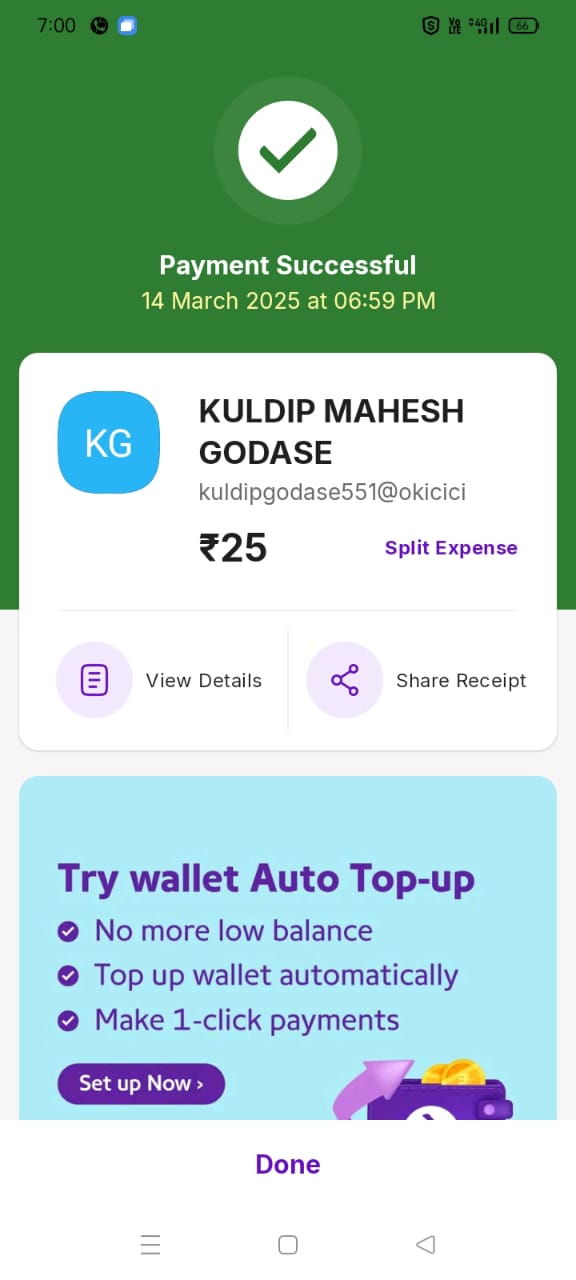 7:00
Vo
LTE
4G
66
Payment Successful
14 March 2025 at 06:59 PM
KG
KULDIP MAHESH
GODASE
kuldipgodase551@okicici
₹25
Split Expense
View Details
Share Receipt
Try wallet Auto Top-up
No more low balance
Top up wallet automatically
Make 1-click payments
Set up Now ›
Done